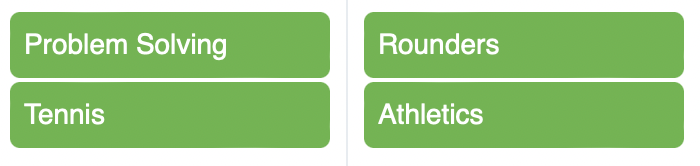 Problem Solving
Rounders
Tennis
Athletics